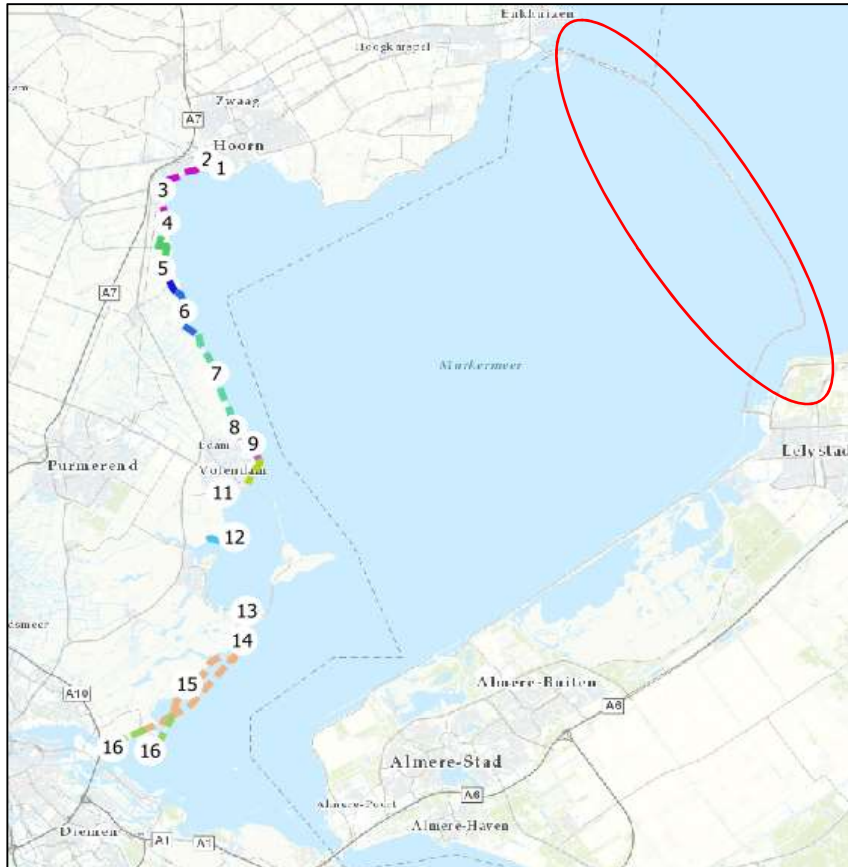 Enkhuizen
Hoogkarspel
Zwaag
A7
Hoorn
2
1
3
4
5
A7
6
Markermeer
7
8
Edam
9
Purmerend
Volendam
Lelystad
11
12
13
dsmeer
14
15
Almere-Buiten
A10
A6
16
16
Almere-Stad
A6
Almere-Poort
Almere-Haven
Diemen
A1
A1